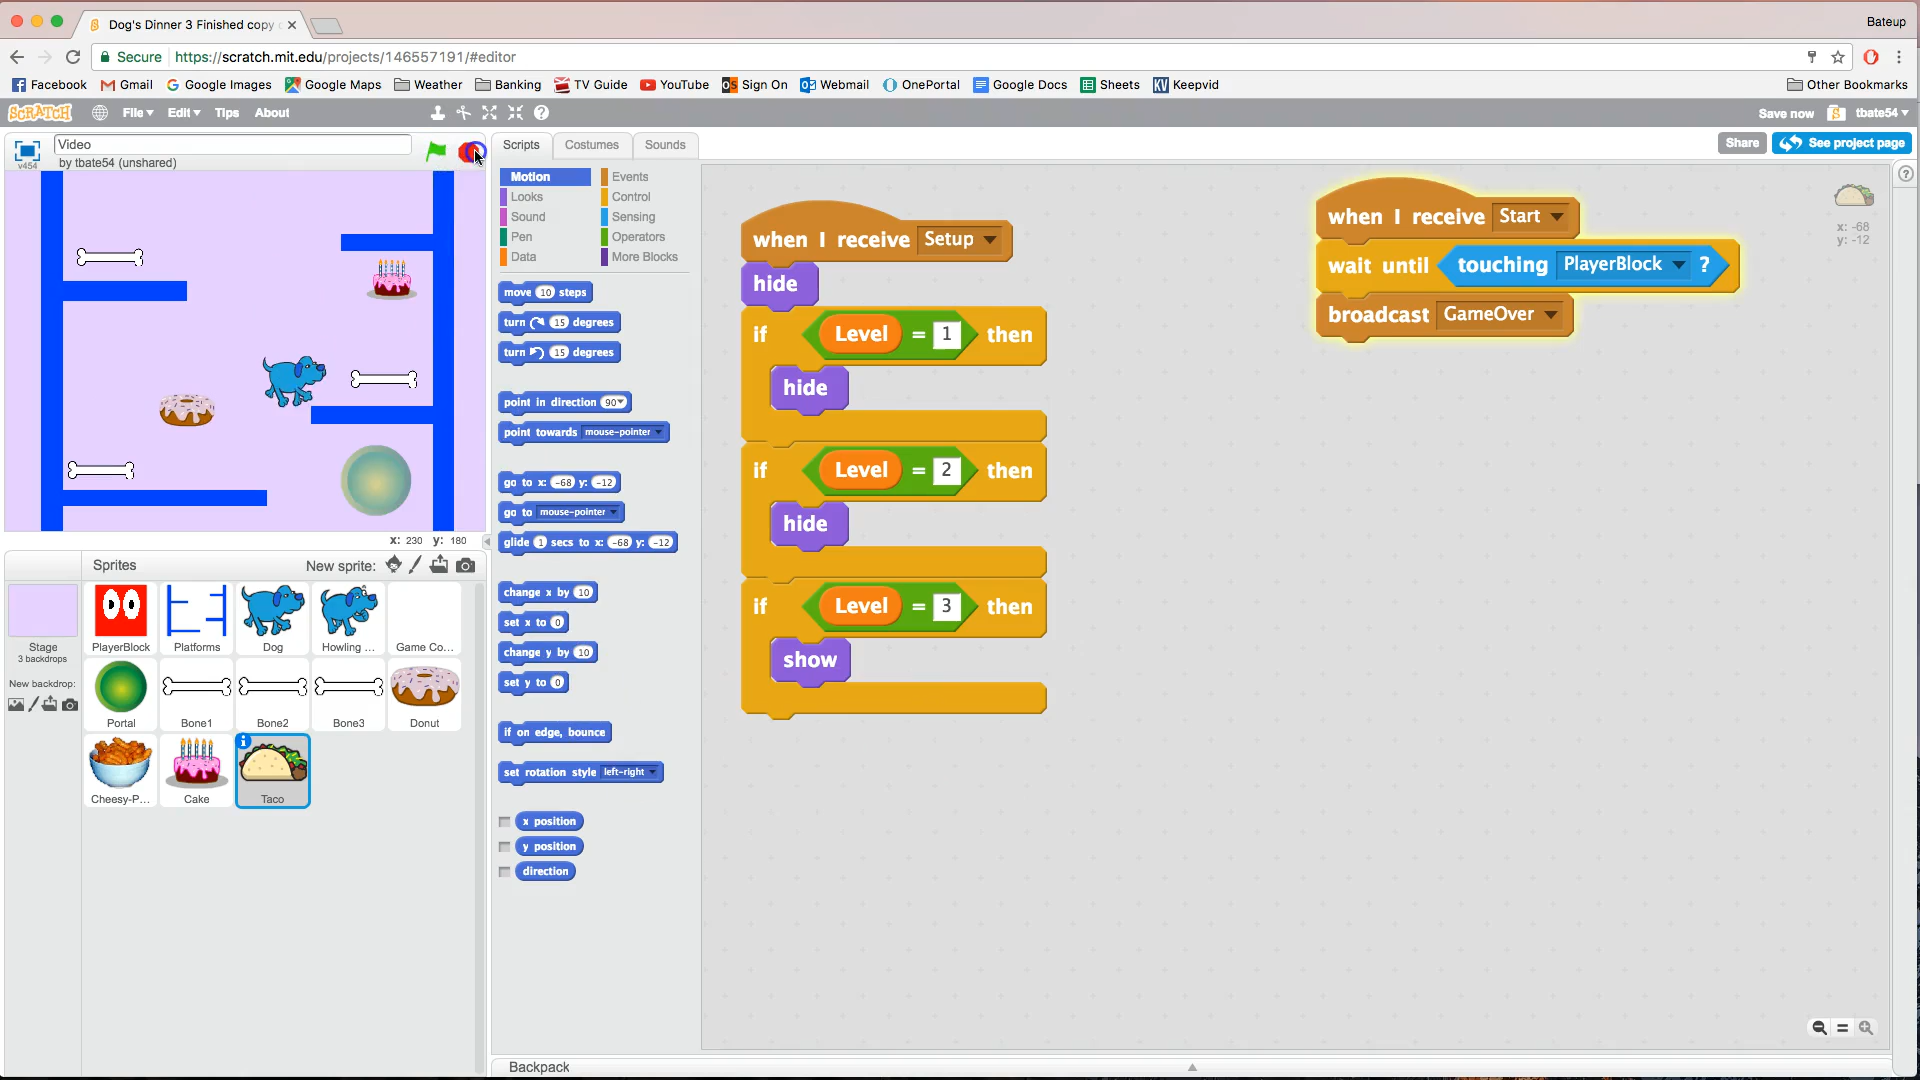 Dog's Dinner 3 Finished copy
Bateup
Secure https://scratch.mit.edu/projects/146557191/#editor
Facebook Gmail Google Images Google Maps Weather Banking TV Guide YouTube Sign On Webmail OnePortal Google Docs Sheets Keepvid Other Bookmarks
SCRATCH File Edit Tips About Save now tbate54
Video
by tbate54 (unshared)
v454
Scripts Costumes Sounds Share See project page
Motion Events
Looks Control
Sound Sensing
Pen Operators
Data More Blocks
move 10 steps
turn 15 degrees
turn 15 degrees
point in direction 90
point towards mouse-pointer
go to x: -68 y: -12
go to mouse-pointer
glide 1 secs to x: -68 y: -12
change x by 10
set x to 0
change y by 10
set y to 0
if on edge, bounce
set rotation style left-right
x position
y position
direction
when I receive Setup
hide
if Level = 1 then
hide
if Level = 2 then
hide
if Level = 3 then
show
when I receive Start
wait until touching PlayerBlock ?
broadcast GameOver
x: -68
y: -12
x: 230 y: 180
Sprites New sprite:
Stage
3 backdrops
New backdrop:
PlayerBlock Platforms Dog Howling ... Game Co...
Portal Bone1 Bone2 Bone3 Donut
Cheesy-P... Cake Taco
Backpack